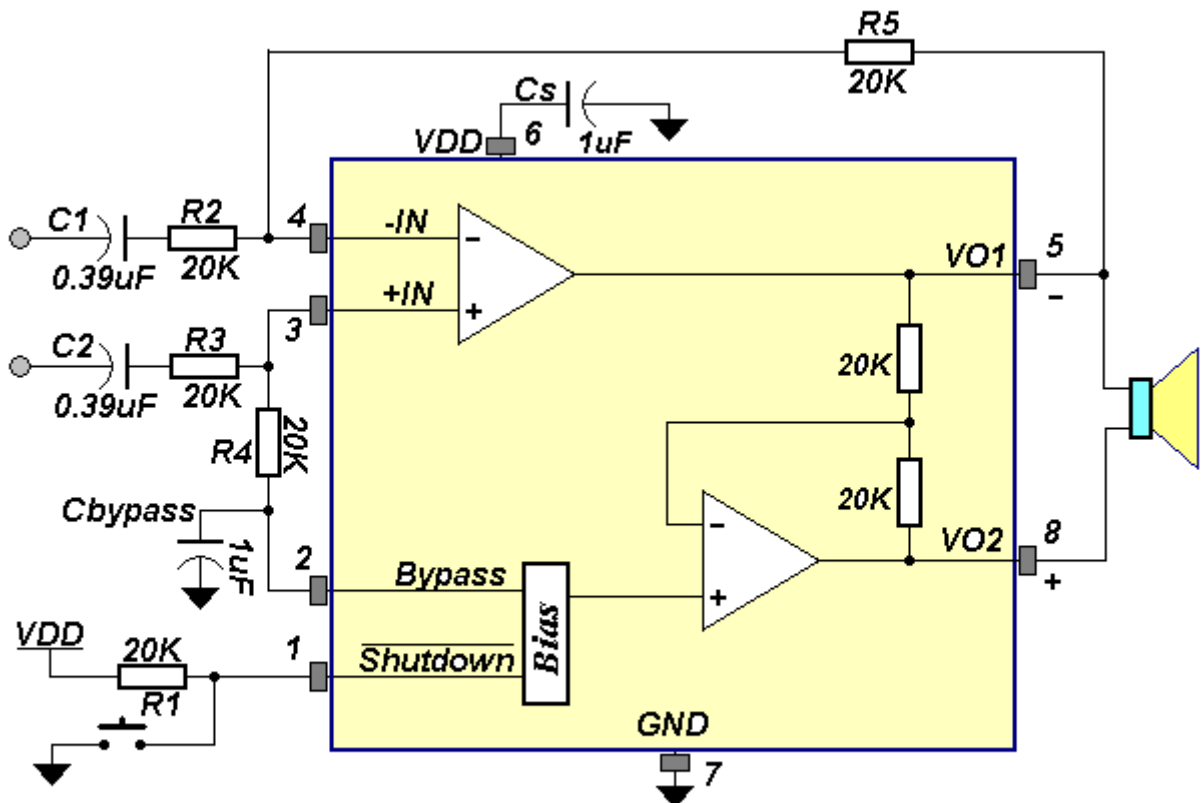 R5
20K
Cs
1uF
VDD
6
C1
0.39uF
R2
20K
4
-IN
−
+IN
+
3
VO1
5
−
C2
0.39uF
R3
20K
R4
20K
20K
20K
Cbypass
1uF
2
Bypass
Bias
−
+
VO2
8
+
VDD
20K
R1
1
Shutdown
GND
7